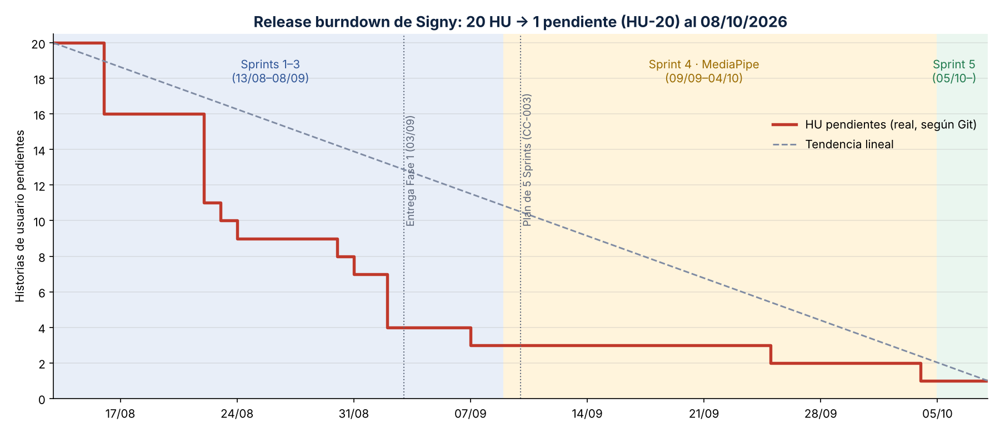 Release burndown de Signy: 20 HU → 1 pendiente (HU-20) al 08/10/2026
Historias de usuario pendientes
20
18
16
14
12
10
8
6
4
2
0
Sprints 1–3
(13/08–08/09)
Sprint 4 · MediaPipe
(09/09–04/10)
Sprint 5
(05/10–)
Entrega Fase 1 (03/09)
Plan de 5 Sprints (CC-003)
HU pendientes (real, según Git)
Tendencia lineal
17/08
24/08
31/08
07/09
14/09
21/09
28/09
05/10